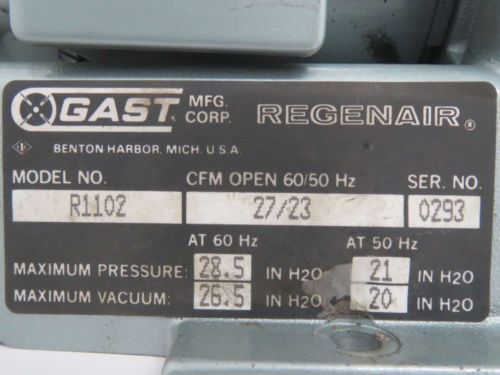 GAST MFG. CORP. REGENAIR®
BENTON HARBOR, MICH. U.S.A.
MODEL NO. CFM OPEN 60/50 Hz SER. NO.
R1102 27/23 0293
AT 60 Hz AT 50 Hz
MAXIMUM PRESSURE: 28.5 IN H2O 21 IN H2O
MAXIMUM VACUUM: 26.5 IN H2O 20 IN H2O